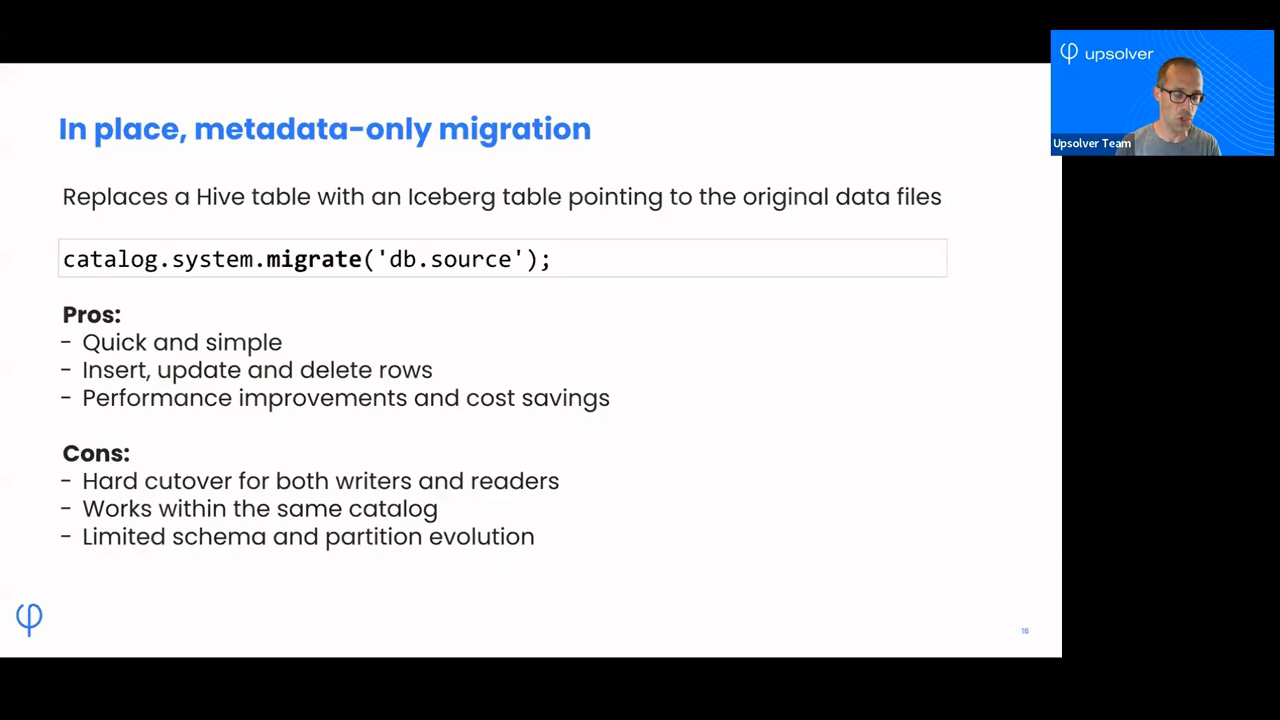 In place, metadata-only migration
Replaces a Hive table with an Iceberg table pointing to the original data files
catalog.system.migrate('db.source');
Pros:
- Quick and simple
- Insert, update and delete rows
- Performance improvements and cost savings
Cons:
- Hard cutover for both writers and readers
- Works within the same catalog
- Limited schema and partition evolution
16
upsolver
Upsolver Team